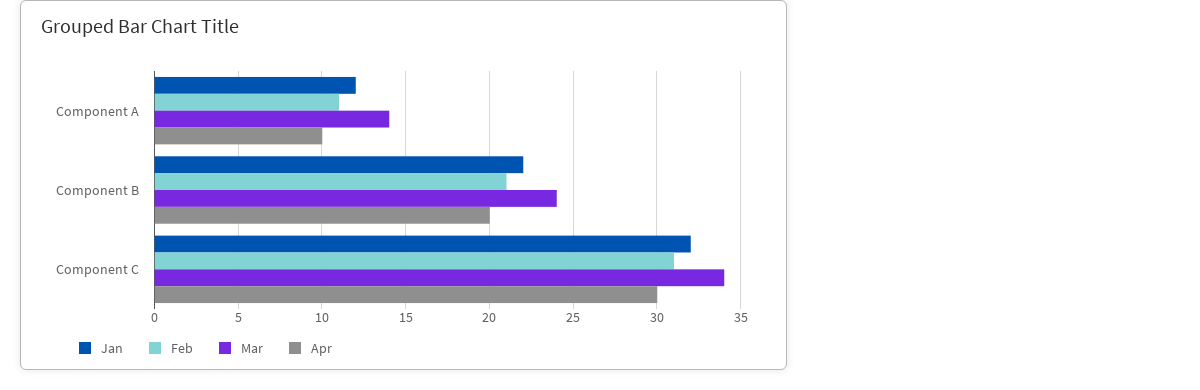 Grouped Bar Chart Title
Component A
Component B
Component C
0 5 10 15 20 25 30 35
Jan Feb Mar Apr